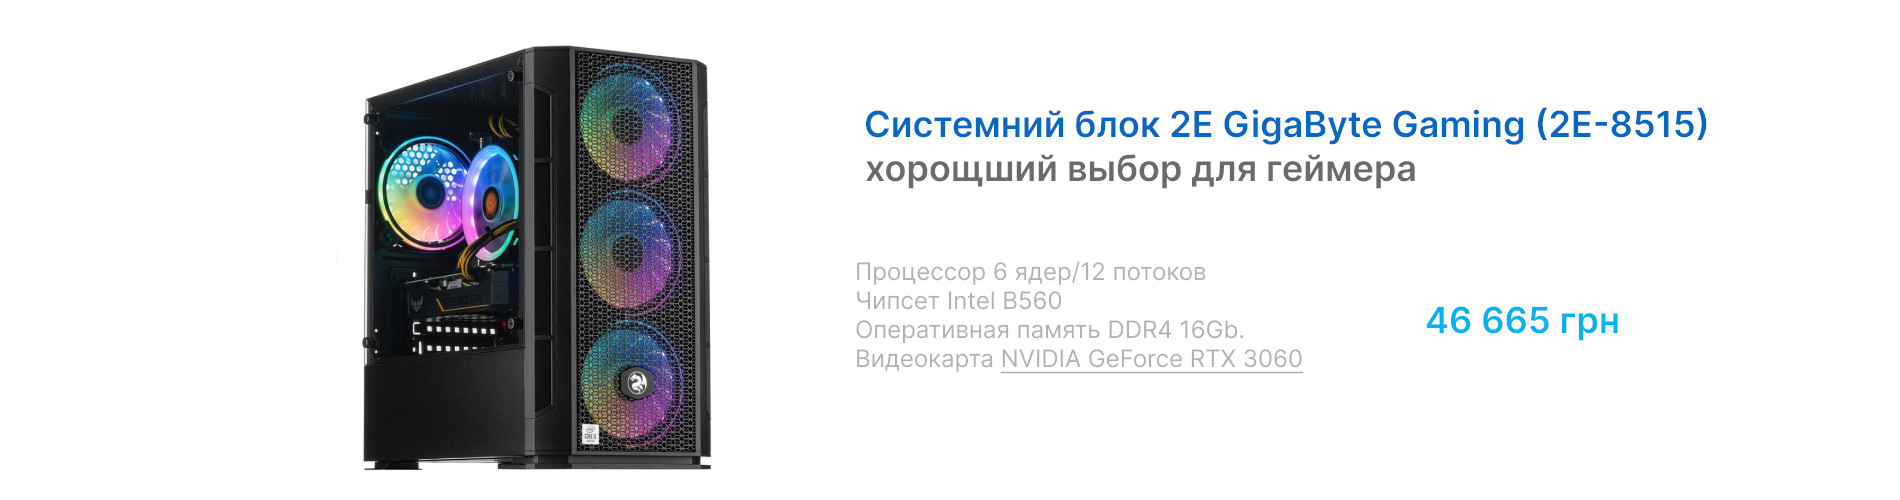 Системний блок 2E GigaByte Gaming (2E-8515)
хорощший выбор для геймера
Процессор 6 ядер/12 потоков
Чипсет Intel B560
Оперативная память DDR4 16Gb.
Видеокарта NVIDIA GeForce RTX 3060
46 665 грн